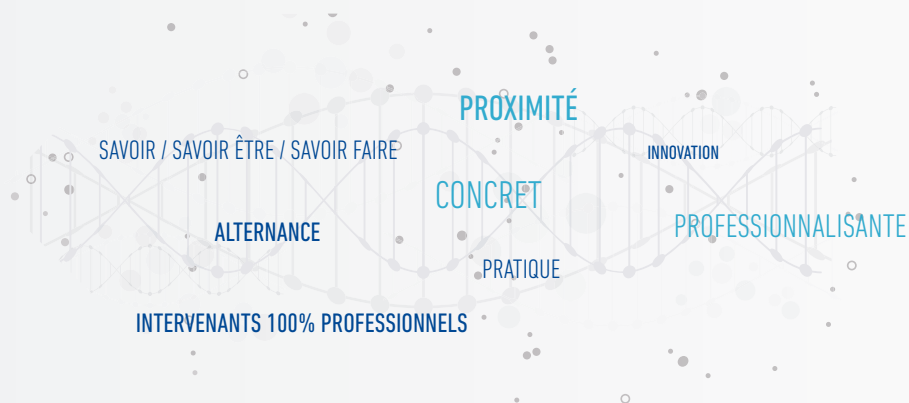 PROXIMITÉ
SAVOIR / SAVOIR ÊTRE / SAVOIR FAIRE
INNOVATION
CONCRET
PROFESSIONNALISANTE
ALTERNANCE
PRATIQUE
INTERVENANTS 100% PROFESSIONNELS